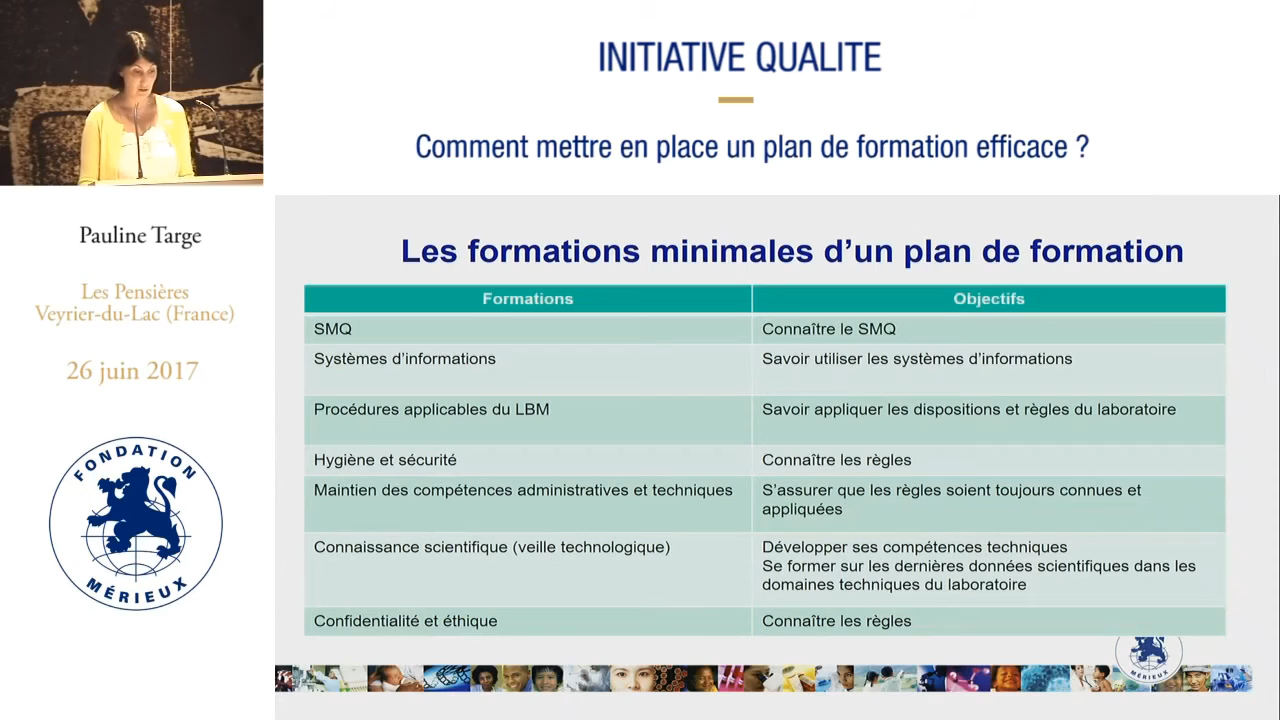 INITIATIVE QUALITE
Comment mettre en place un plan de formation efficace ?
Pauline Targe
Les Pensières
Veyrier-du-Lac (France)
26 juin 2017
FONDATION
MÉRIEUX
Les formations minimales d’un plan de formation
Formations
Objectifs
SMQ
Connaître le SMQ
Systèmes d’informations
Savoir utiliser les systèmes d’informations
Procédures applicables du LBM
Savoir appliquer les dispositions et règles du laboratoire
Hygiène et sécurité
Connaître les règles
Maintien des compétences administratives et techniques
S’assurer que les règles soient toujours connues et
appliquées
Connaissance scientifique (veille technologique)
Développer ses compétences techniques
Se former sur les dernières données scientifiques dans les
domaines techniques du laboratoire
Confidentialité et éthique
Connaître les règles
MÉRIEUX